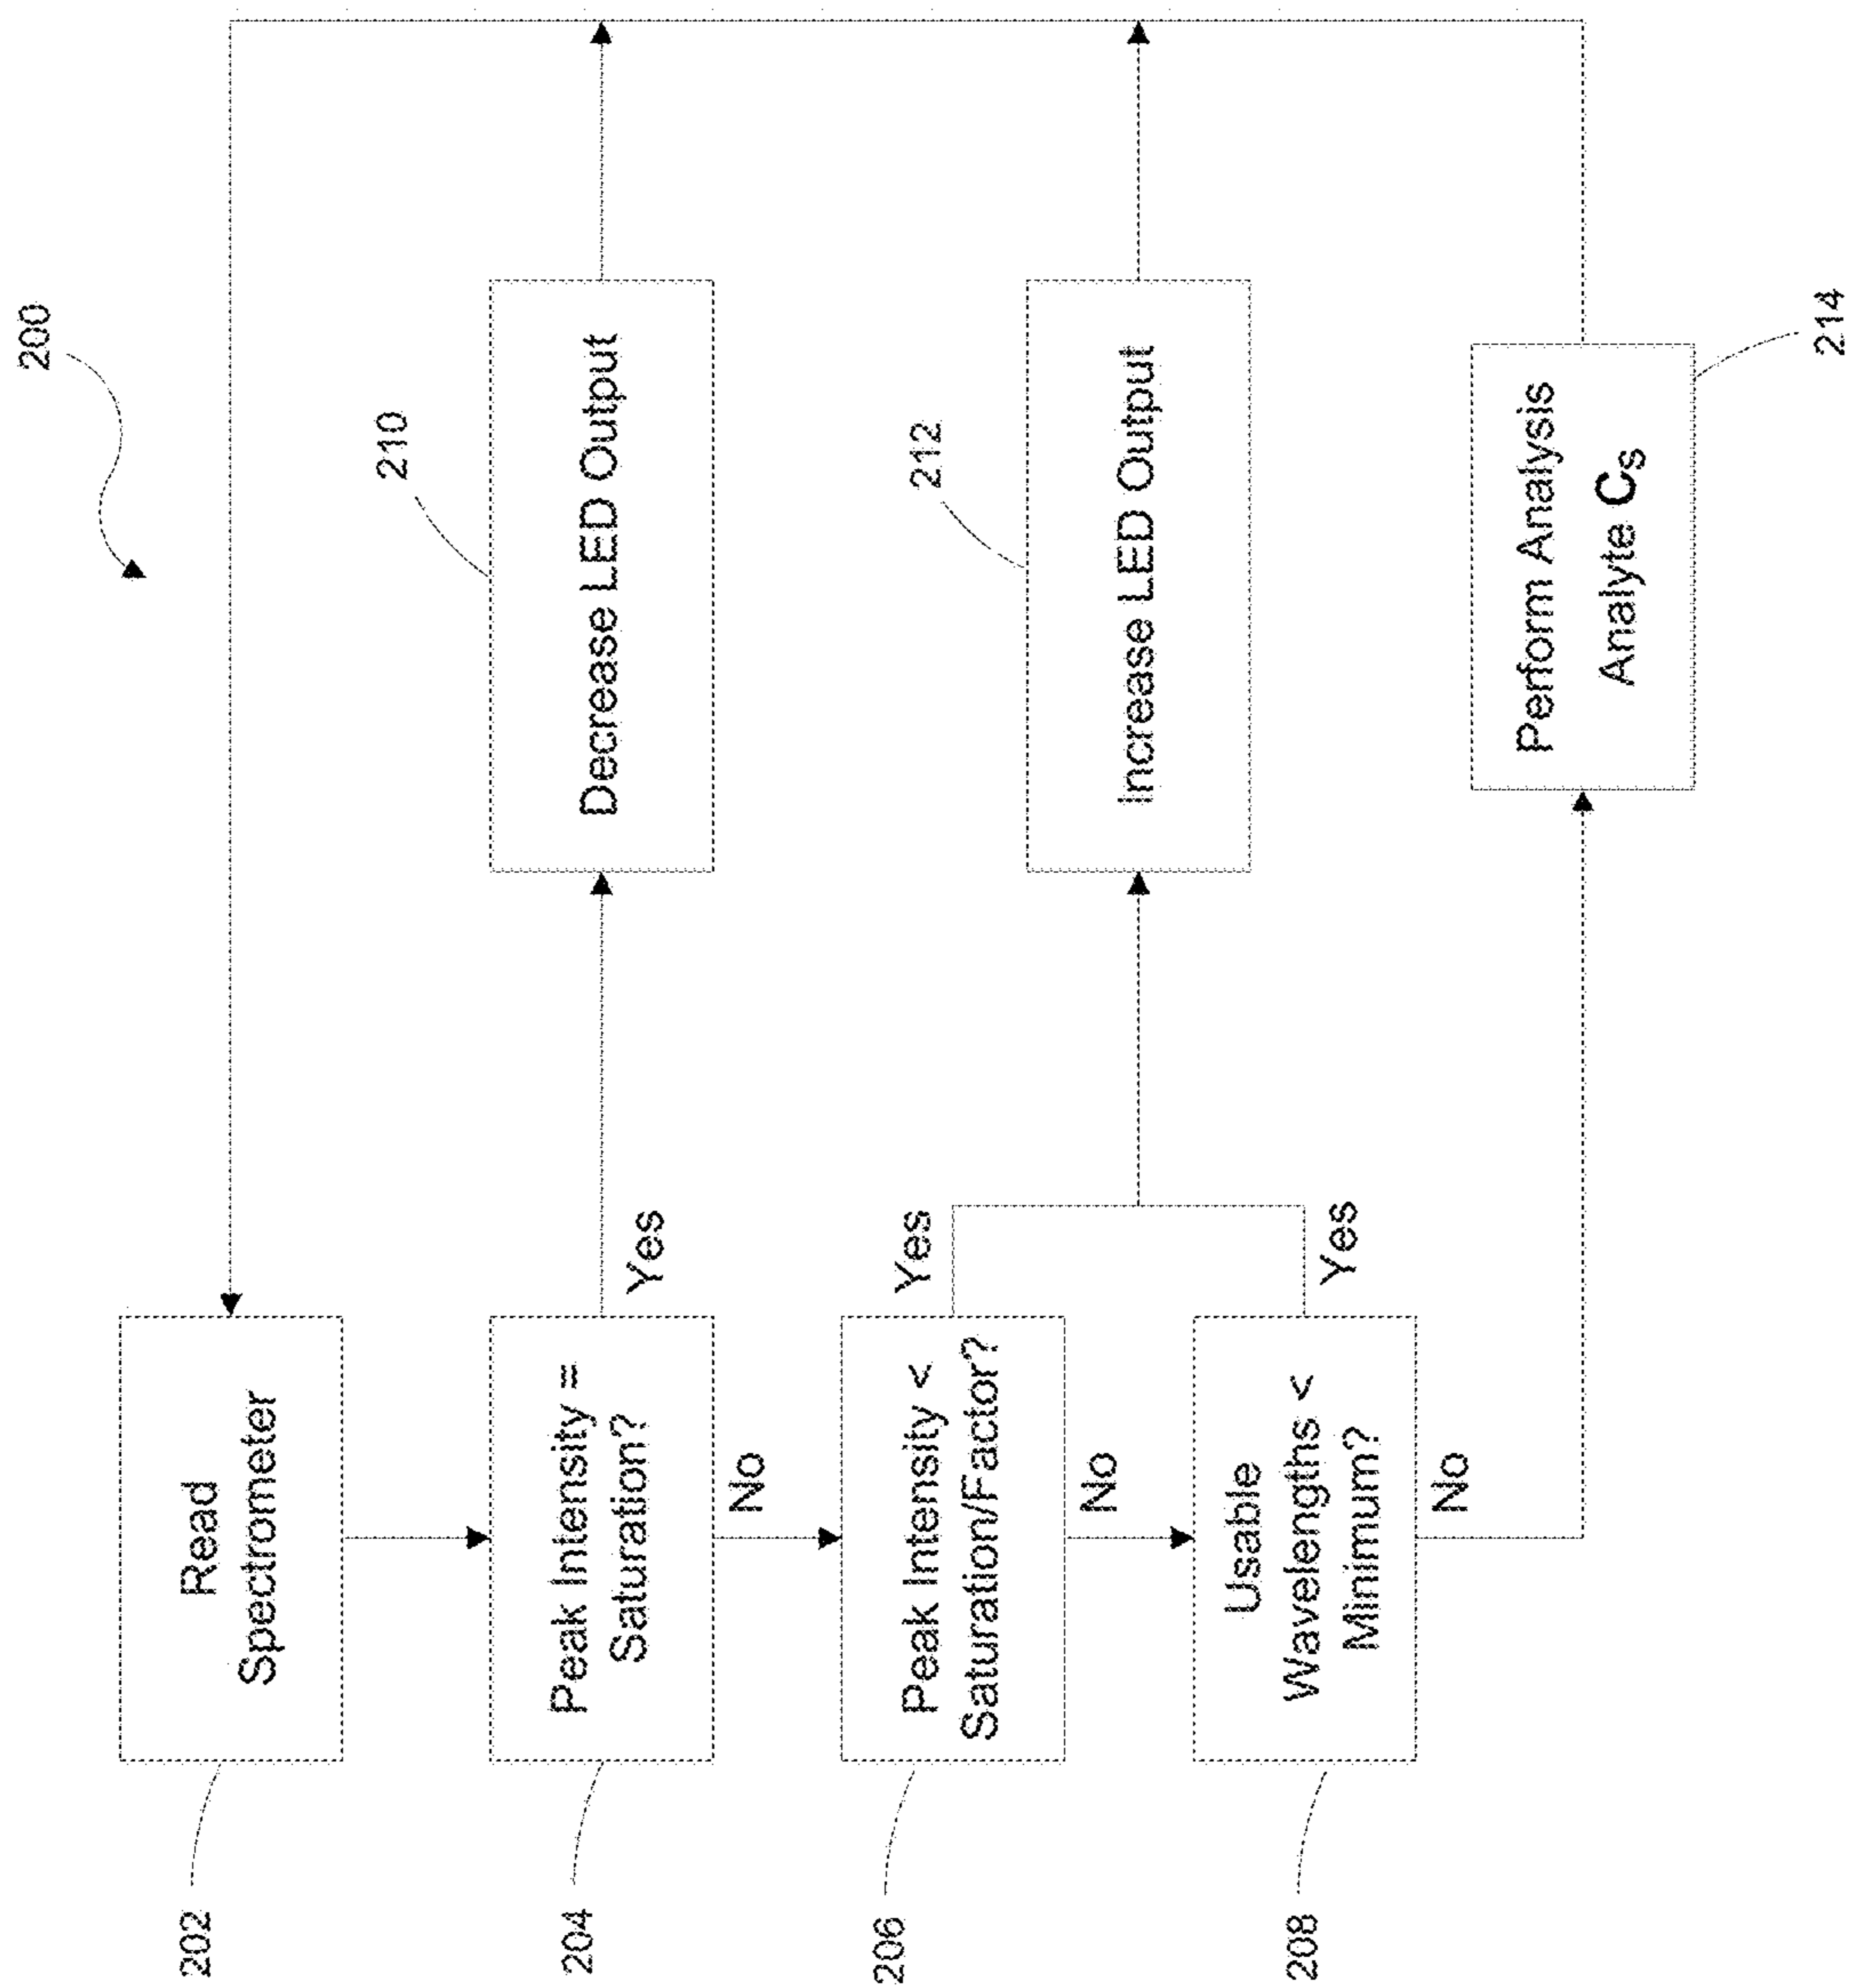 200
202
Read
Spectrometer
204
Peak Intensity =
Saturation?
Yes
No
210
Decrease LED Output
206
Peak Intensity <
Saturation/Factor?
Yes
No
212
Increase LED Output
208
Usable
Wavelengths <
Minimum?
Yes
No
Perform Analysis
Analyte Cs
214